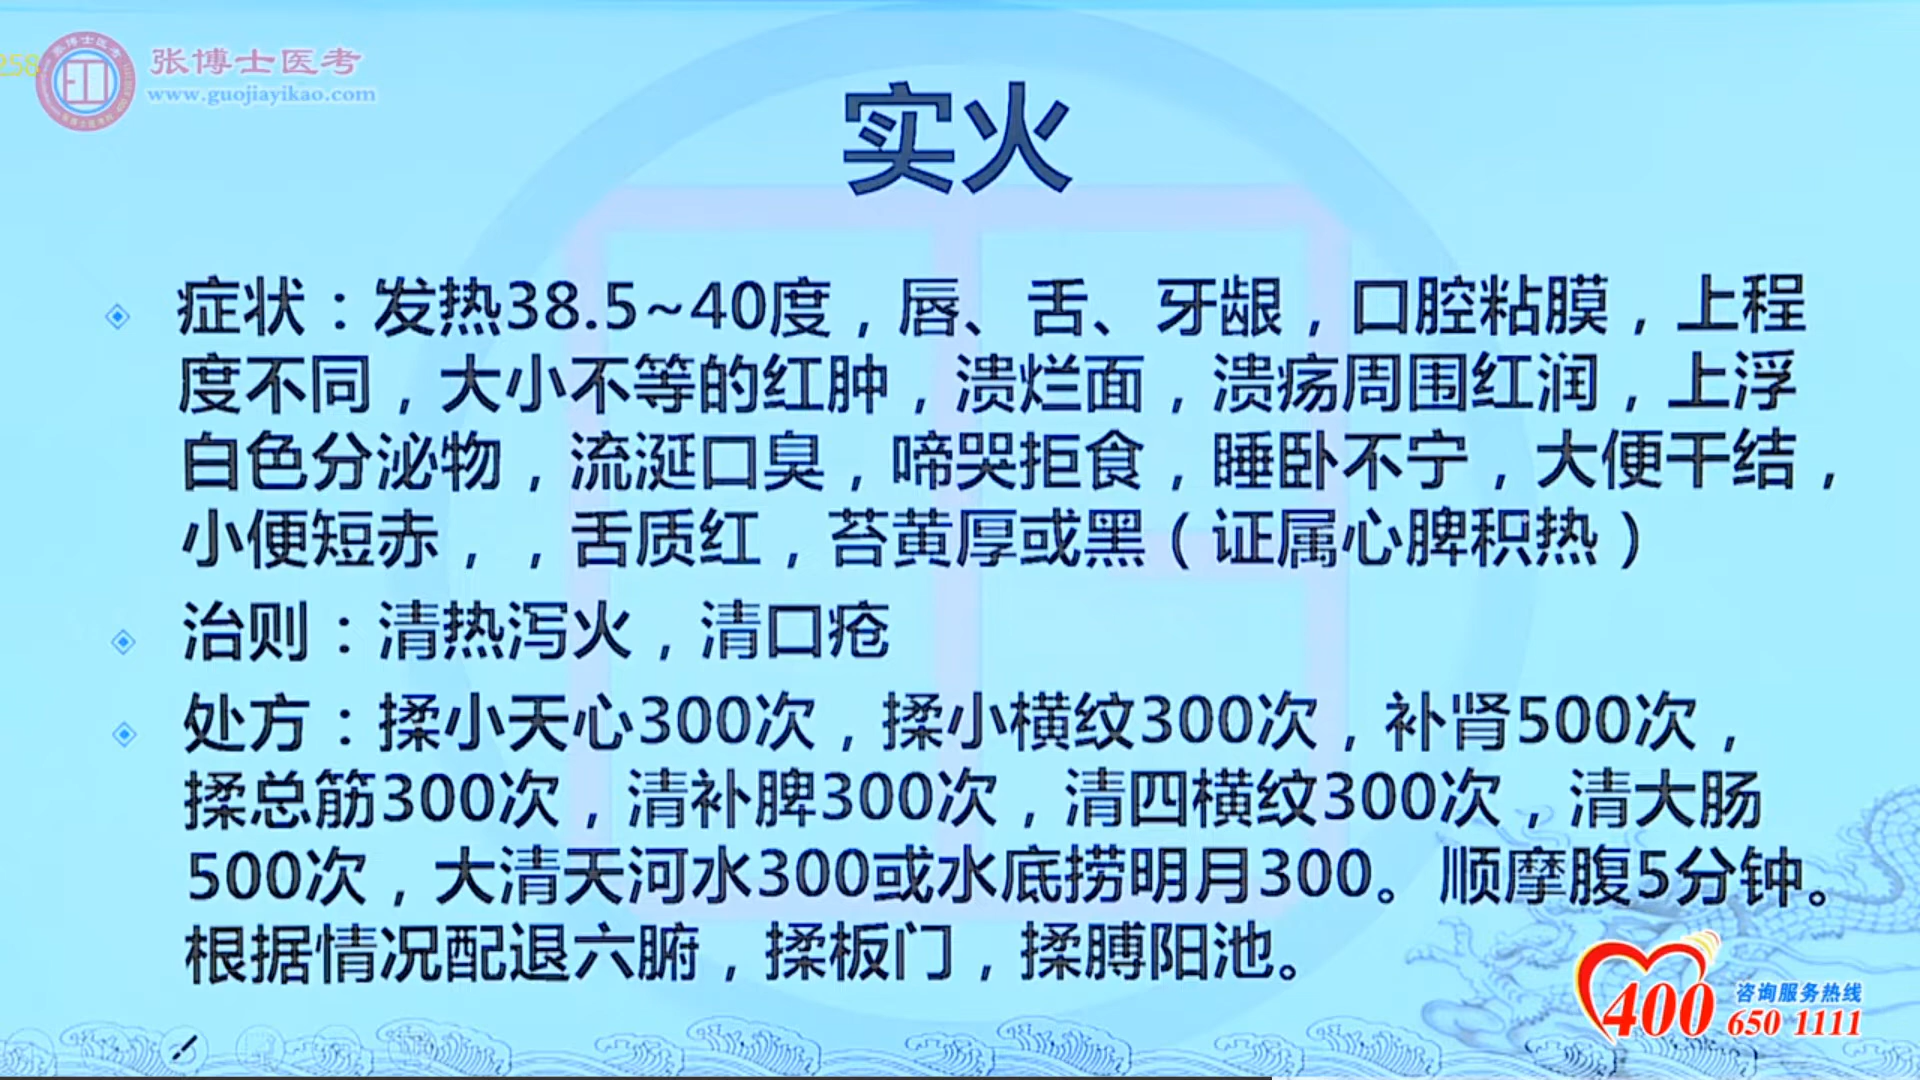 258
张博士医考
www.guojiayikao.com
实火
症状：发热38.5~40度，唇、舌、牙龈，口腔粘膜，上程
度不同，大小不等的红肿，溃烂面，溃疡周围红润，上浮
白色分泌物，流涎口臭，啼哭拒食，睡卧不宁，大便干结，
小便短赤，，舌质红，苔黄厚或黑（证属心脾积热）
治则：清热泻火，清口疮
处方：揉小天心300次，揉小横纹300次，补肾500次，
揉总筋300次，清补脾300次，清四横纹300次，清大肠
500次，大清天河水300或水底捞明月300。顺摩腹5分钟。
根据情况配退六腑，揉板门，揉膊阳池。
400 咨询服务热线
650 1111